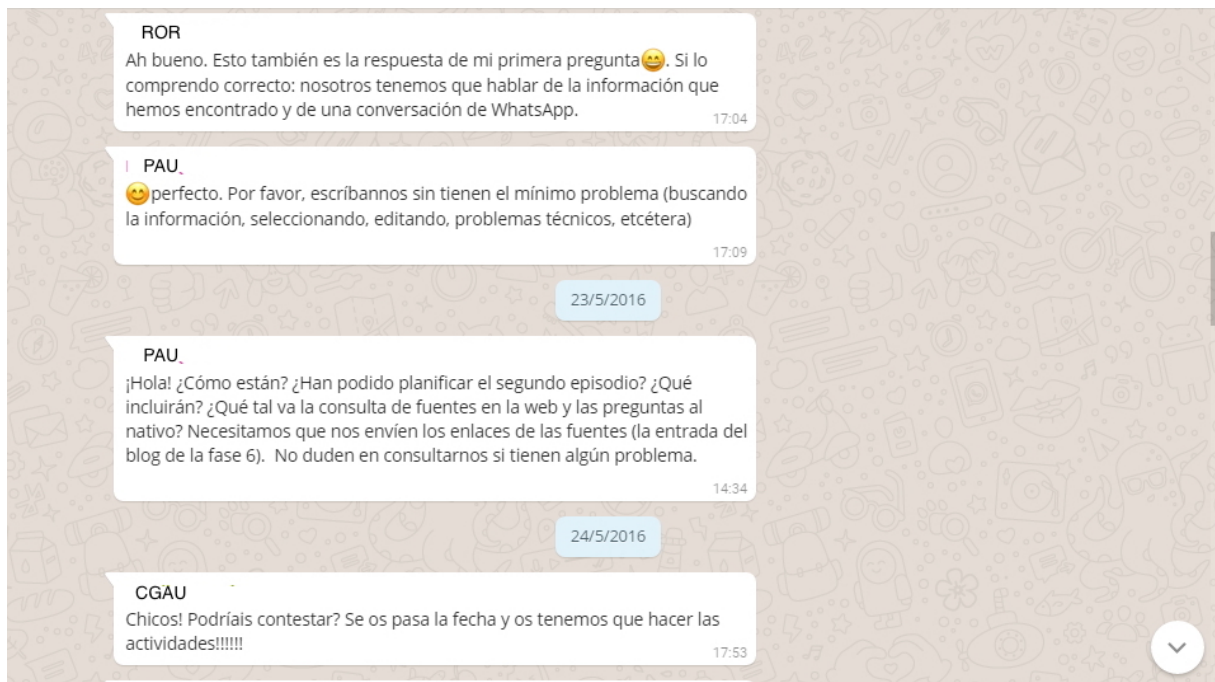 ROR
Ah bueno. Esto también es la respuesta de mi primera pregunta😄. Si lo
comprendo correcto: nosotros tenemos que hablar de la información que
hemos encontrado y de una conversación de WhatsApp.
17:04
PAU
😊perfecto. Por favor, escríbannos sin tienen el mínimo problema (buscando
la información, seleccionando, editando, problemas técnicos, etcétera)
17:09
23/5/2016
PAU
¡Hola! ¿Cómo están? ¿Han podido planificar el segundo episodio? ¿Qué
incluirán? ¿Qué tal va la consulta de fuentes en la web y las preguntas al
nativo? Necesitamos que nos envíen los enlaces de las fuentes (la entrada del
blog de la fase 6). No duden en consultarnos si tienen algún problema.
14:34
24/5/2016
CGAU
Chicos! Podríais contestar? Se os pasa la fecha y os tenemos que hacer las
actividades!!!!!!
17:53